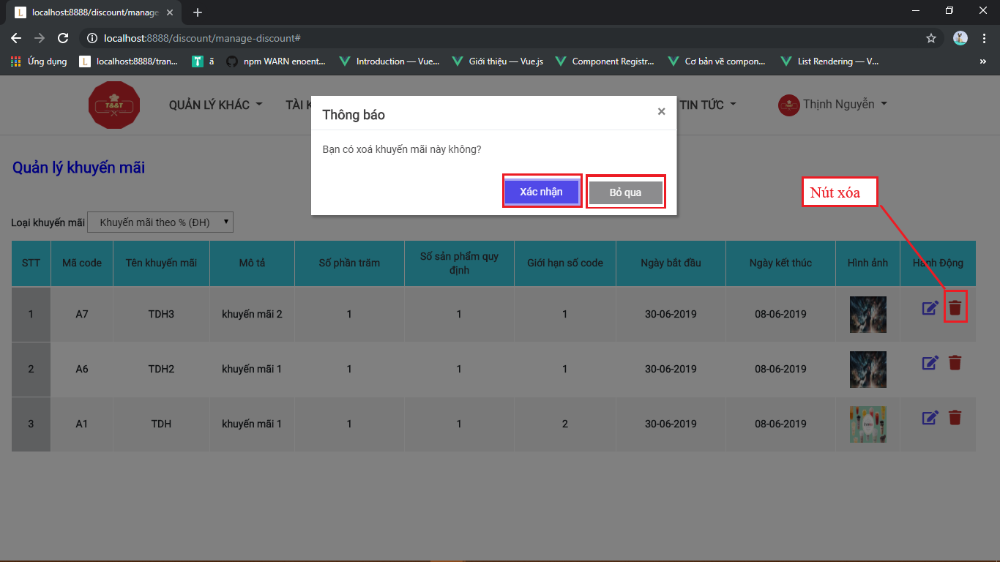 localhost:8888/discount/manage
localhost:8888/discount/manage-discount#
Ứng dụng
localhost:8888/tran...
ã
npm WARN enoent...
Introduction — Vue...
Giới thiệu — Vue.js
Component Registr...
Cơ bản về compon...
List Rendering — V...
»
T&&T
QUẢN LÝ KHÁC
TÀI K
TIN TỨC
Thịnh Nguyễn
Thông báo
×
Bạn có xoá khuyến mãi này không?
Xác nhận
Bỏ qua
Quản lý khuyến mãi
Nút xóa
Loại khuyến mãi
Khuyến mãi theo % (ĐH)
STT Mã code Tên khuyến mãi Mô tả Số phần trăm Số sản phẩm quy định Giới hạn số code Ngày bắt đầu Ngày kết thúc Hình ảnh Hành Động
1 A7 TDH3 khuyến mãi 2 1 1 1 30-06-2019 08-06-2019
2 A6 TDH2 khuyến mãi 1 1 1 1 30-06-2019 08-06-2019
3 A1 TDH khuyến mãi 1 1 1 2 30-06-2019 08-06-2019